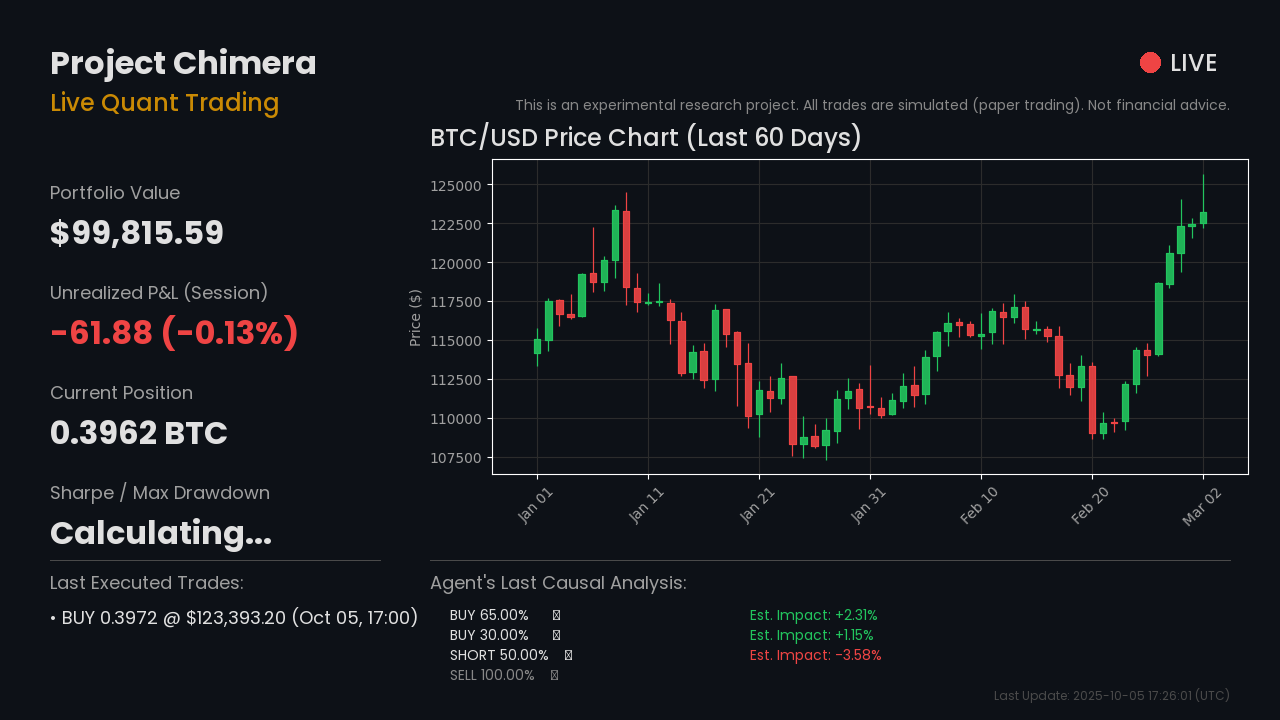 Project Chimera
Live Quant Trading
LIVE
This is an experimental research project. All trades are simulated (paper trading). Not financial advice.
Portfolio Value
$99,815.59
Unrealized P&L (Session)
-61.88 (-0.13%)
Current Position
0.3962 BTC
Sharpe / Max Drawdown
Calculating...
BTC/USD Price Chart (Last 60 Days)
Price ($)
125000
122500
120000
117500
115000
112500
110000
107500
Jan 01
Jan 11
Jan 21
Jan 31
Feb 10
Feb 20
Mar 02
Last Executed Trades:
• BUY 0.3972 @ $123,393.20 (Oct 05, 17:00)
Agent's Last Causal Analysis:
BUY 65.00% Est. Impact: +2.31%
BUY 30.00% Est. Impact: +1.15%
SHORT 50.00% Est. Impact: -3.58%
SELL 100.00%
Last Update: 2025-10-05 17:26:01 (UTC)